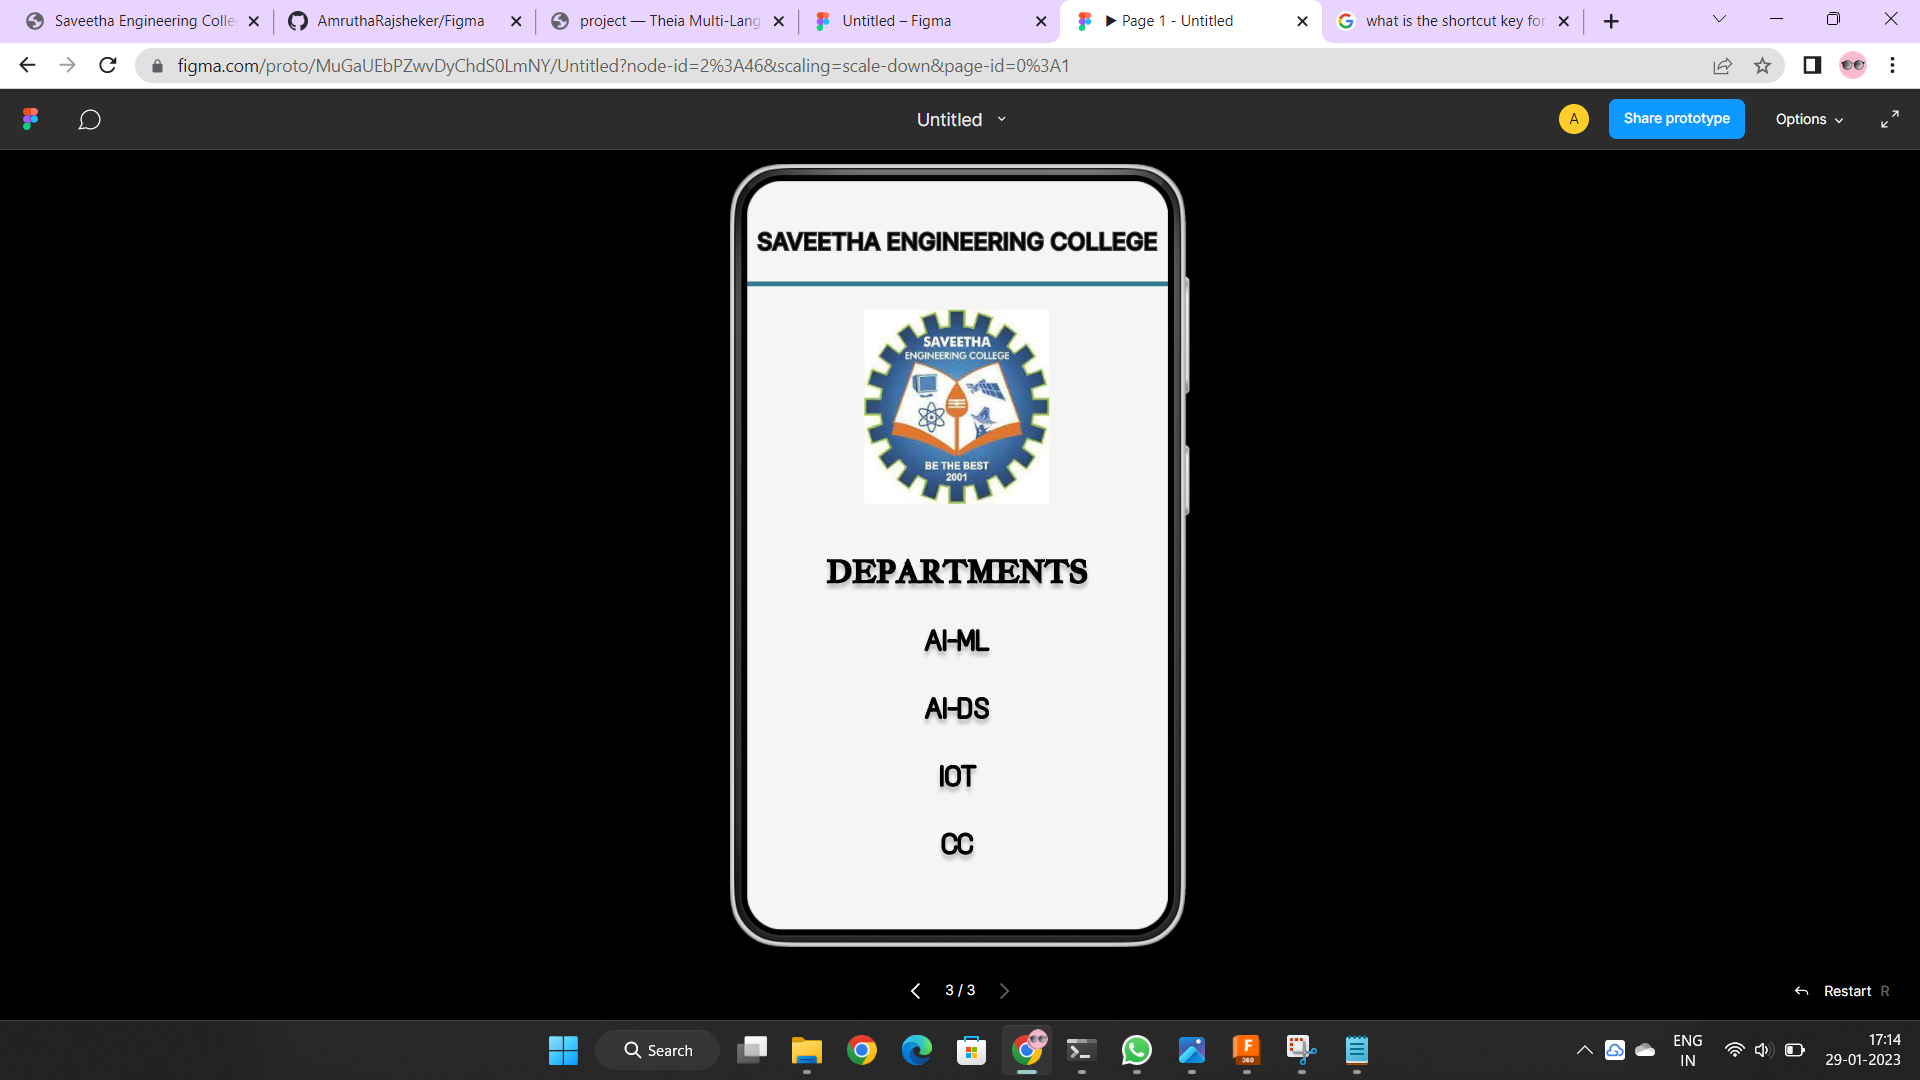 Saveetha Engineering Colle
AmruthaRajsheker/Figma
project — Theia Multi-Lang
Untitled – Figma
▶ Page 1 - Untitled
what is the shortcut key for
figma.com/proto/MuGaUEbPZwvDyChdS0LmNY/Untitled?node-id=2%3A46&scaling=scale-down&page-id=0%3A1
Untitled
A
Share prototype
Options
SAVEETHA ENGINEERING COLLEGE
SAVEETHA
ENGINEERING COLLEGE
BE THE BEST
2001
DEPARTMENTS
AI-ML
AI-DS
IOT
CC
3 / 3
Restart R
Search
F
360
ENG
IN
17:14
29-01-2023